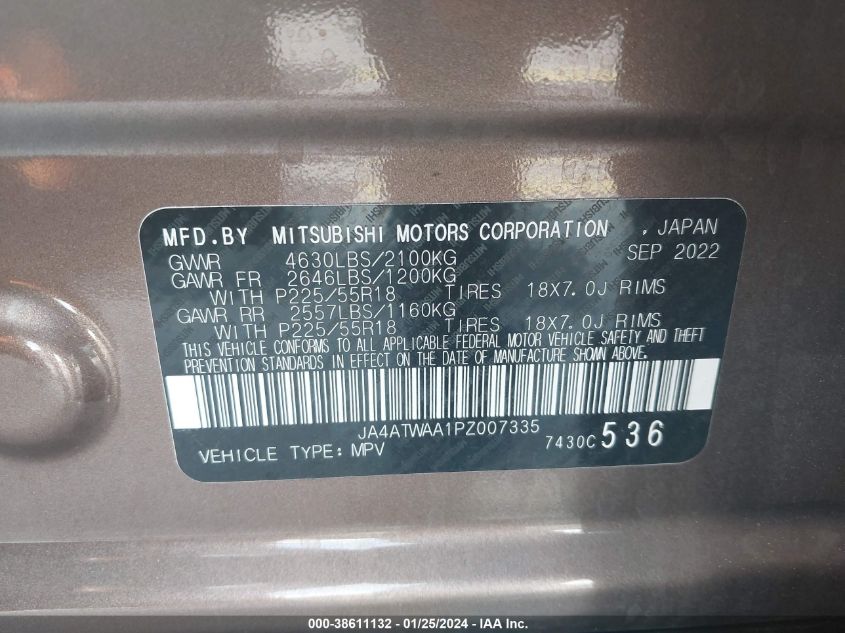 MFD.BY MITSUBISHI MOTORS CORPORATION , JAPAN
GVWR 4630LBS/2100KG SEP 2022
GAWR FR 2646LBS/1200KG
WITH P225/55R18 TIRES 18X7.0J RIMS
GAWR RR 2557LBS/1160KG
WITH P225/55R18 TIRES 18X7.0J RIMS
THIS VEHICLE CONFORMS TO ALL APPLICABLE FEDERAL MOTOR VEHICLE SAFETY AND THEFT
PREVENTION STANDARDS IN EFFECT ON THE DATE OF MANUFACTURE SHOWN ABOVE.
JA4ATWAA1PZ007335
VEHICLE TYPE: MPV 7430C 536
000-38611132 - 01/25/2024 - IAA Inc.